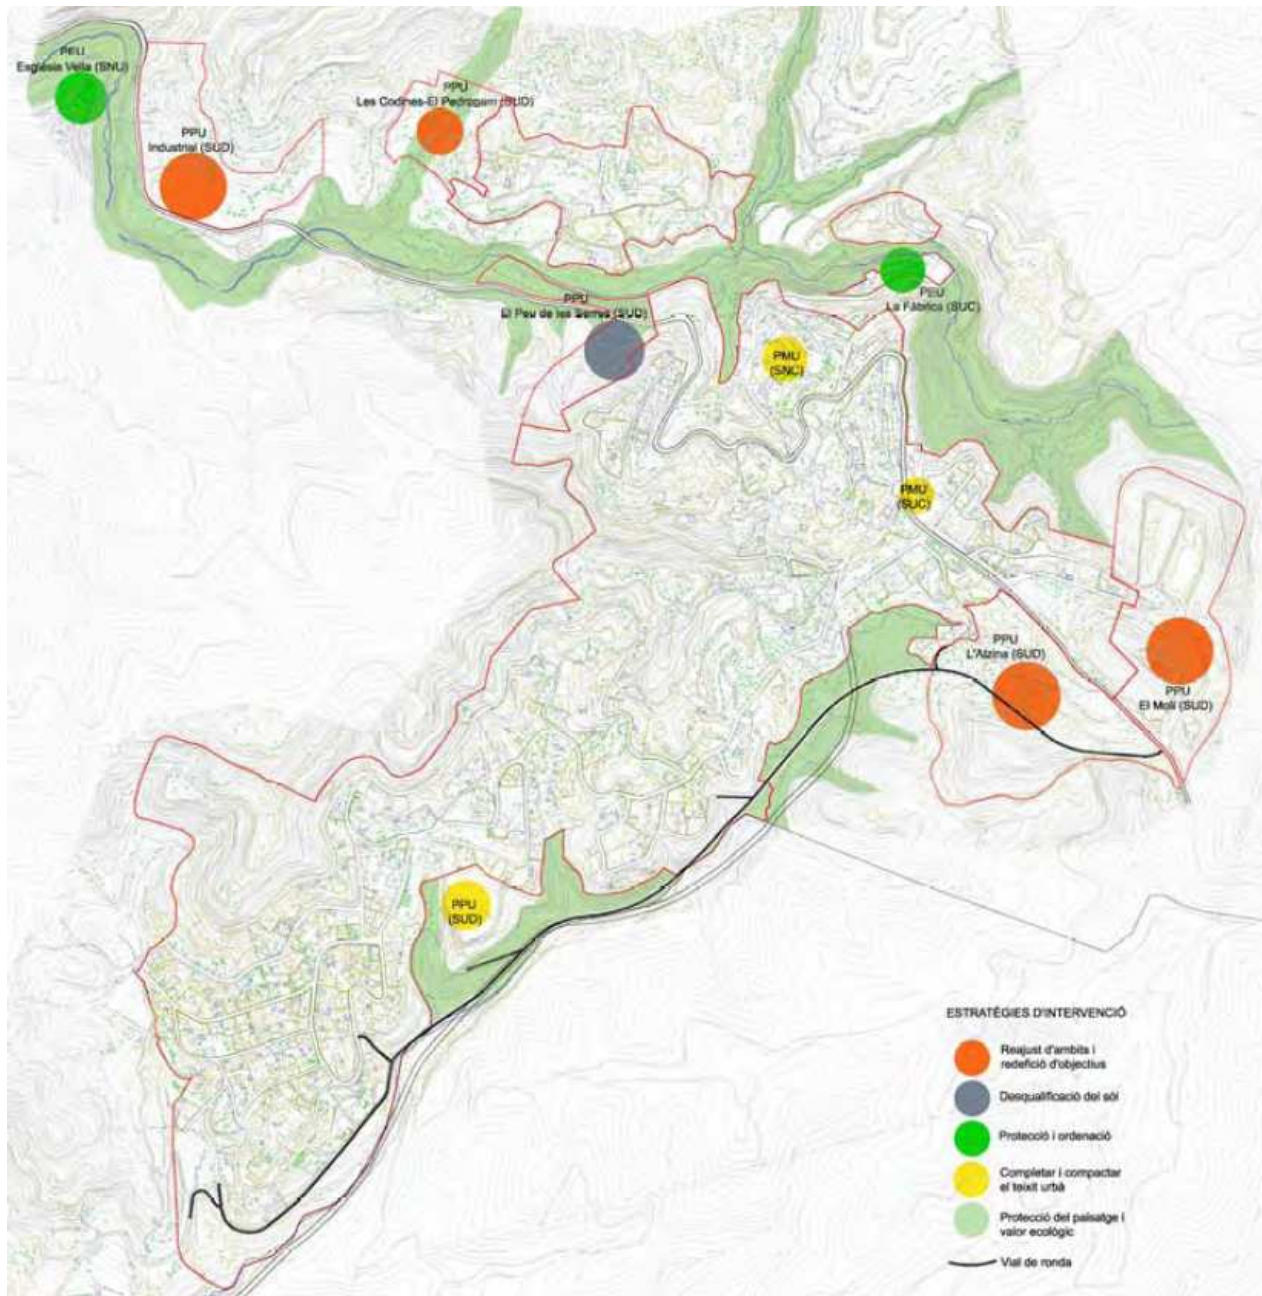 PEU
Església Vella (SNU)
PPU
Industrial (SUD)
PPU
Les Codines-El Pedregam (SUD)
PPU
El Peu de les Serres (SUD)
PEU
La Fàbrica (SUC)
PMU
(SNC)
PMU
(SUC)
PPU
L'Alzina (SUD)
PPU
El Molí (SUD)
PPU
(SUD)
ESTRATÈGIES D'INTERVENCIÓ
Reajust d'ambits i
redefició d'objectius
Desqualificació del sòl
Protecció i ordenació
Completar i compactar
el teixit urbà
Protecció del paisatge i
valor ecològic
Vial de ronda